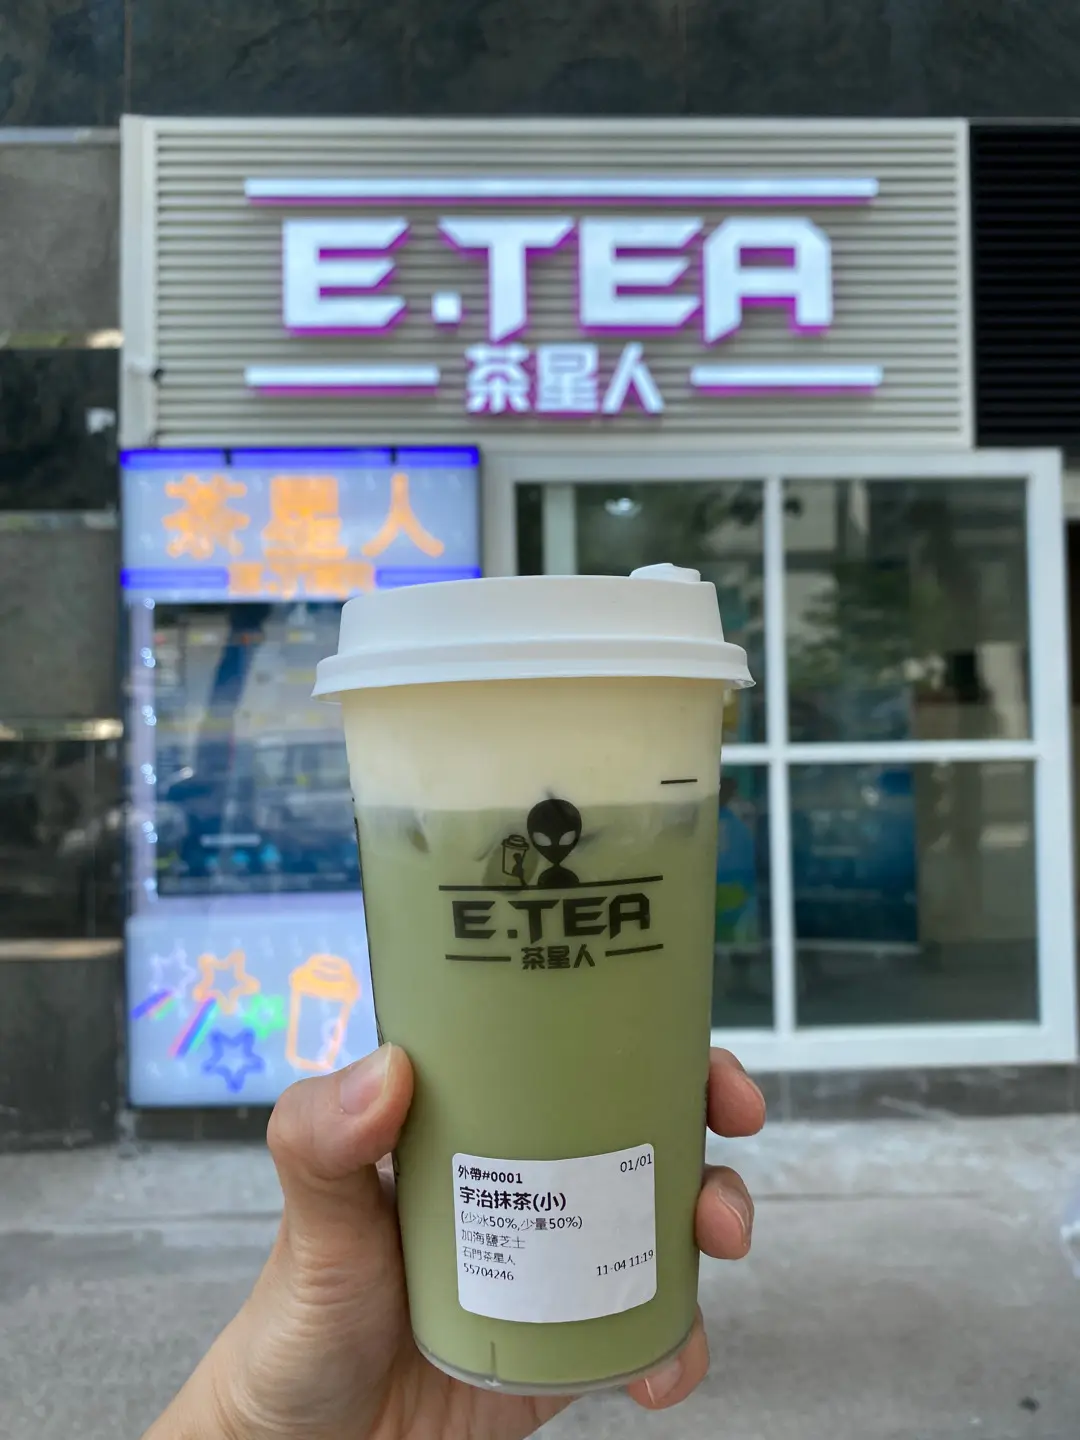 E.TEA
茶星人
茶星人
E.TEA
E.TEA
茶星人
外帶#0001
01/01
宇治抹茶(小)
(少冰50%,少量50%)
加海鹽芝士
石門茶星人
55704246
11-04 11:19